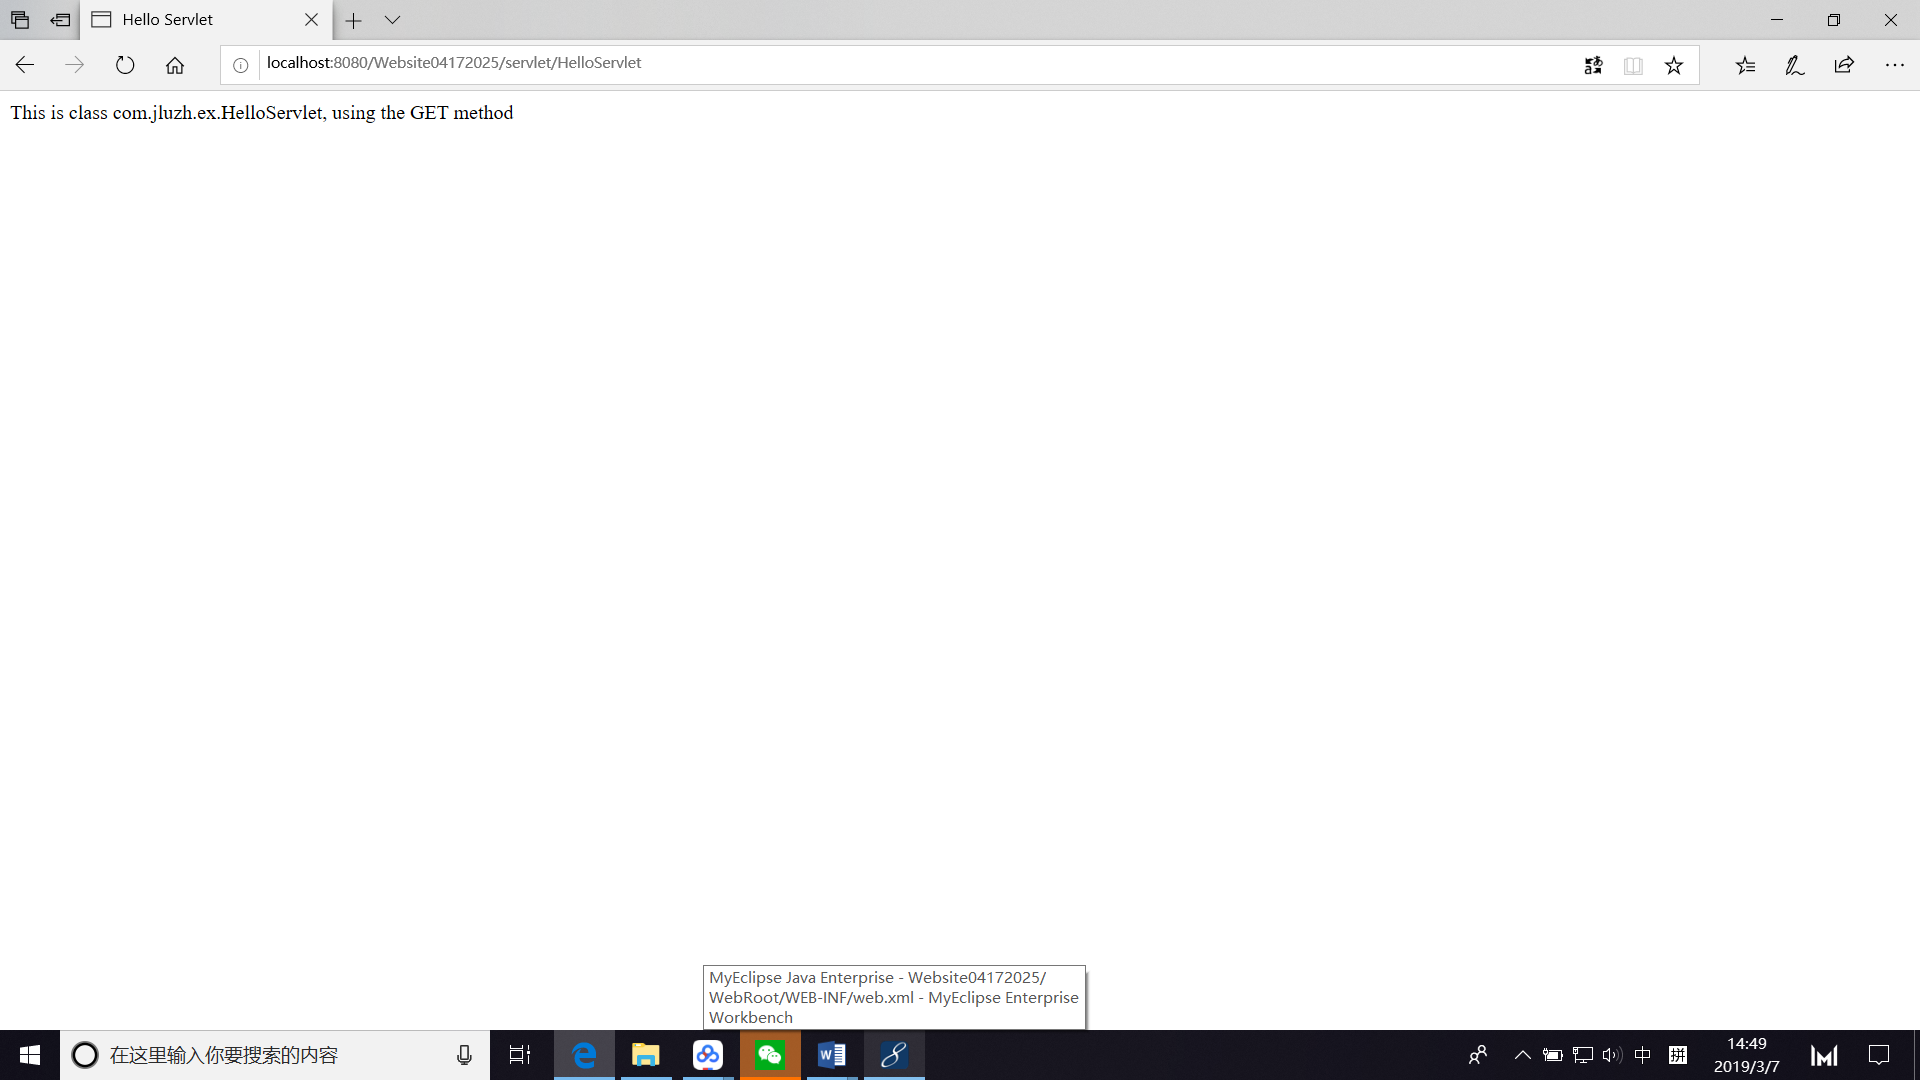 Hello Servlet
localhost:8080/Website04172025/servlet/HelloServlet
This is class com.jluzh.ex.HelloServlet, using the GET method
MyEclipse Java Enterprise - Website04172025/
WebRoot/WEB-INF/web.xml - MyEclipse Enterprise
Workbench
在这里输入你要搜索的内容
中
拼
14:49
2019/3/7